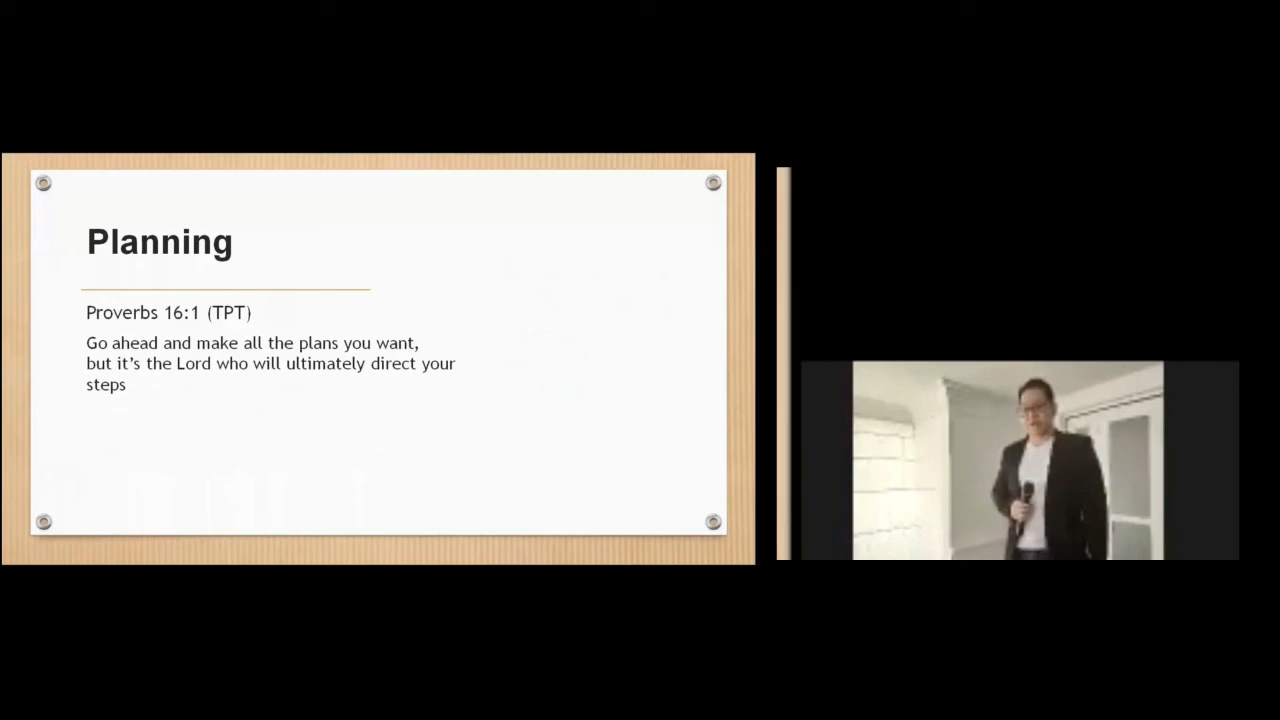 Planning
Proverbs 16:1 (TPT)
Go ahead and make all the plans you want,
but it’s the Lord who will ultimately direct your
steps